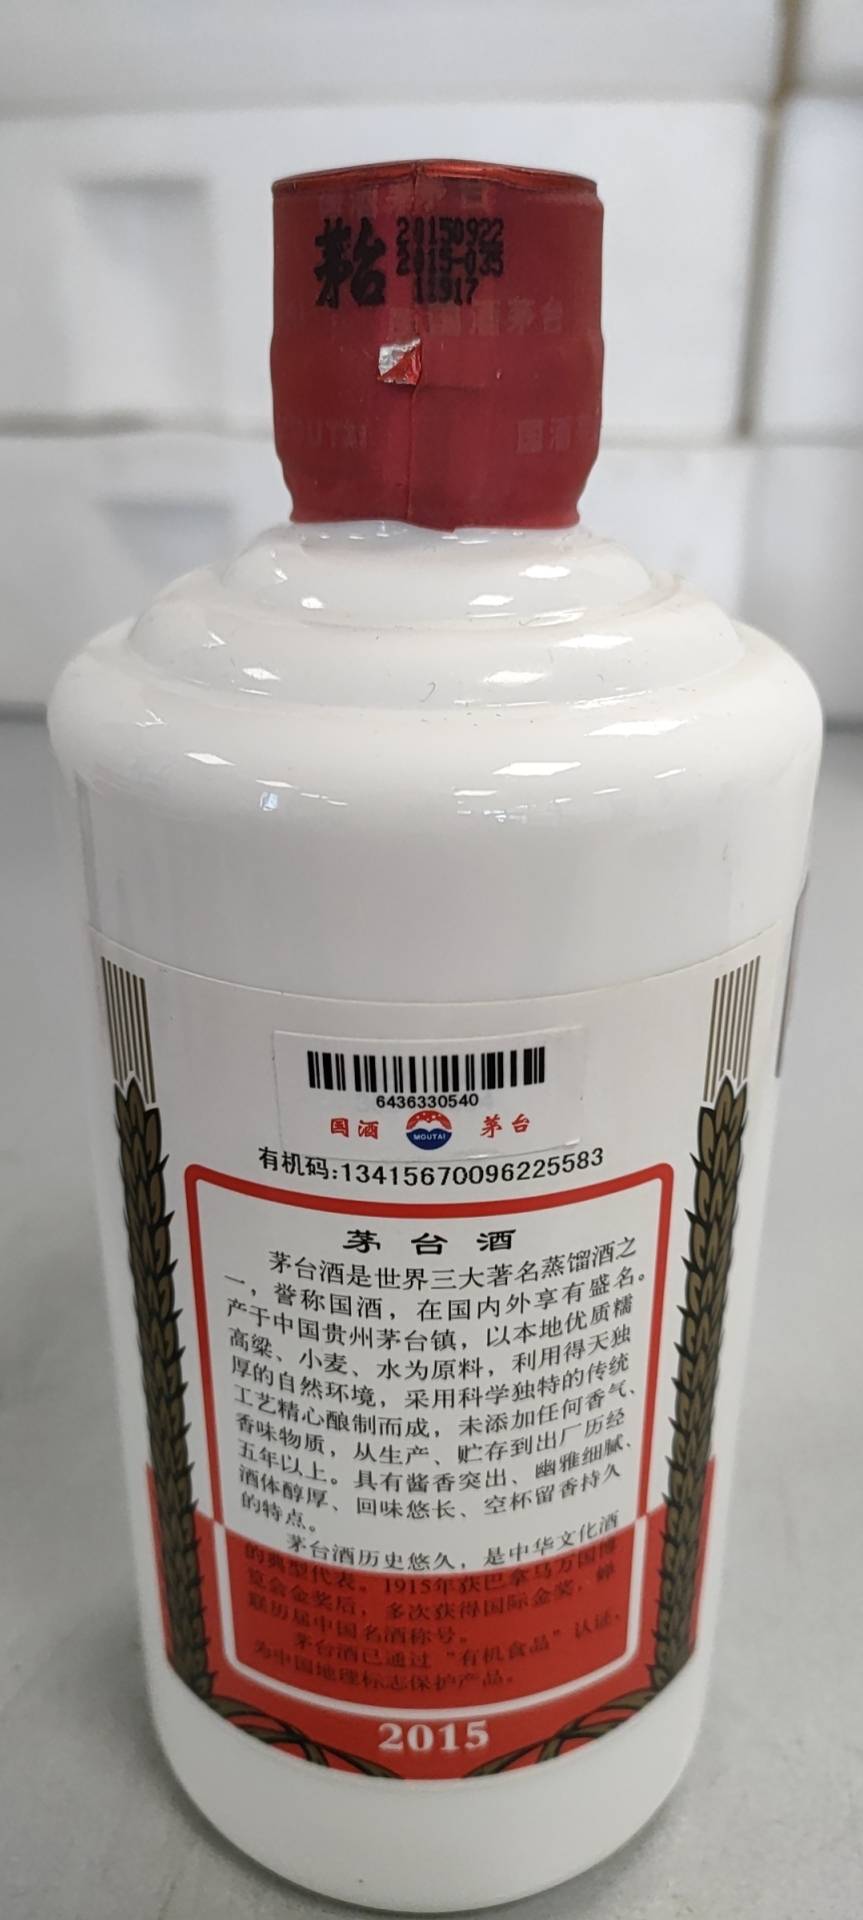 茅台 20150922
2015-035
11917
国酒茅台
国酒
6436330540
国酒 MOUTAI 茅台
有机码:13415670096225583
茅台酒
茅台酒是世界三大著名蒸馏酒之
一，誉称国酒，在国内外享有盛名。
产于中国贵州茅台镇，以本地优质糯
高粱、小麦、水为原料，利用得天独
厚的自然环境，采用科学独特的传统
工艺精心酿制而成，未添加任何香气、
香味物质，从生产、贮存到出厂历经
五年以上。具有酱香突出、幽雅细腻、
酒体醇厚、回味悠长、空杯留香持久
的特点。
茅台酒历史悠久，是中华文化酒
的典型代表。1915年获巴拿马万国博
览会金奖后，多次获得国际金奖，蝉
联历届中国名酒称号。
茅台酒已通过“有机食品”认证，
为中国地理标志保护产品。
2015